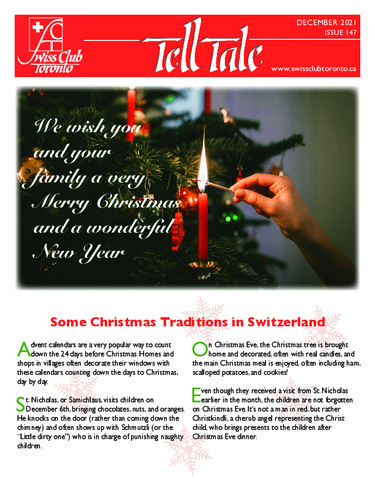 Swiss Club
Toronto
Tell Tale
DECEMBER 2021
ISSUE 147
www.swissclubtoronto.ca
We wish you
and your
family a very
Merry Christmas
and a wonderful
New Year
Some Christmas Traditions in Switzerland
Advent calendars are a very popular way to count
down the 24 days before Christmas. Homes and
shops in villages often decorate their windows with
these calendars counting down the days to Christmas,
day by day.
St. Nicholas, or Samichlaus, visits children on
December 6th, bringing chocolates, nuts, and oranges.
He knocks on the door (rather than coming down the
chimney) and often shows up with Schmutzli (or the
“Little dirty one”) who is in charge of punishing naughty
children.
On Christmas Eve, the Christmas tree is brought
home and decorated, often with real candles, and
the main Christmas meal is enjoyed, often including ham,
scalloped potatoes, and cookies!
Even though they received a visit from St. Nicholas
earlier in the month, the children are not forgotten
on Christmas Eve. It's not a man in red, but rather
Christkindli, a cherub angel representing the Christ
child, who brings presents to the children after
Christmas Eve dinner.